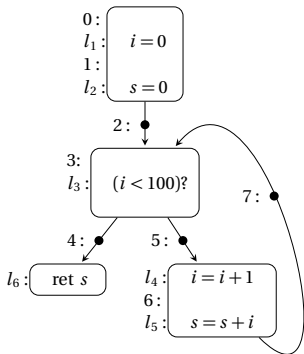 0:
l₁: i = 0
1:
l₂: s = 0
2:
3:
l₃: (i < 100)?
7:
4: 5:
l₆: ret s
l₄: i = i + 1
6:
l₅: s = s + i